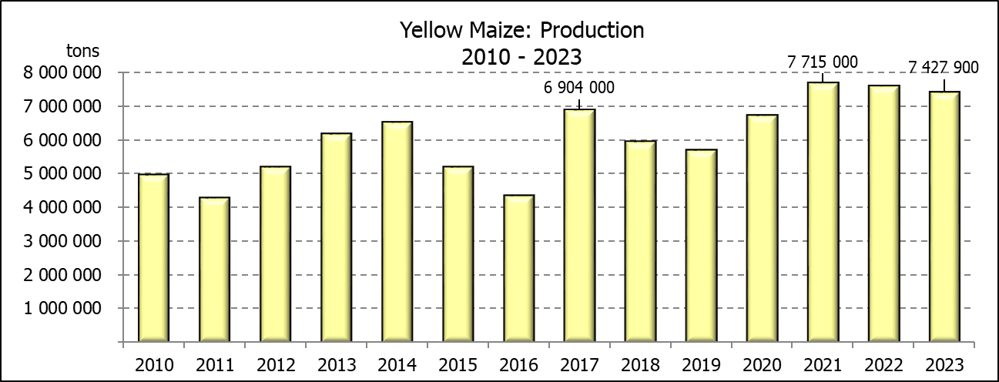 Yellow Maize: Production
2010 - 2023
tons
7 715 000
7 427 900
6 904 000
8 000 000
7 000 000
6 000 000
5 000 000
4 000 000
3 000 000
2 000 000
1 000 000
2010 2011 2012 2013 2014 2015 2016 2017 2018 2019 2020 2021 2022 2023